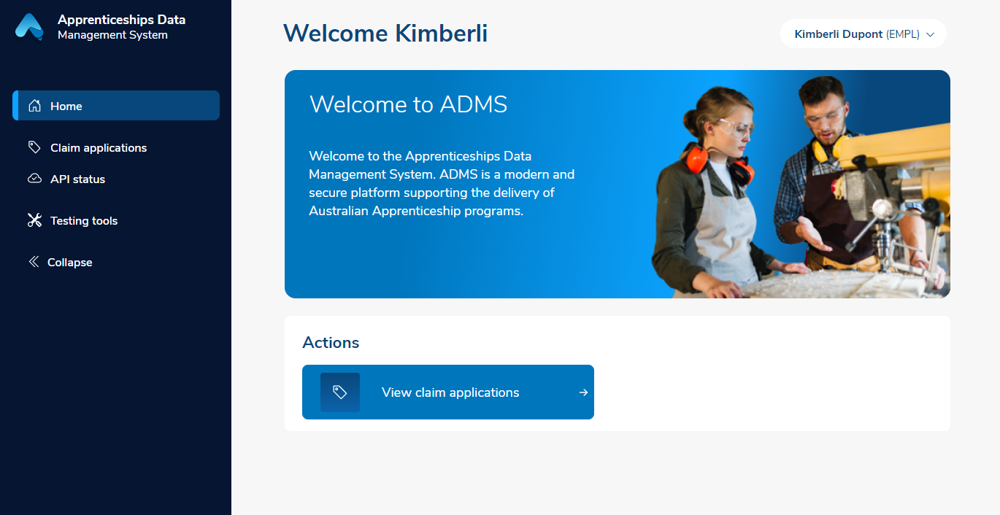 Apprenticeships Data
Management System
Home
Claim applications
API status
Testing tools
Collapse
Welcome Kimberli
Kimberli Dupont (EMPL)
Welcome to ADMS
Welcome to the Apprenticeships Data
Management System. ADMS is a modern and
secure platform supporting the delivery of
Australian Apprenticeship programs.
Actions
View claim applications